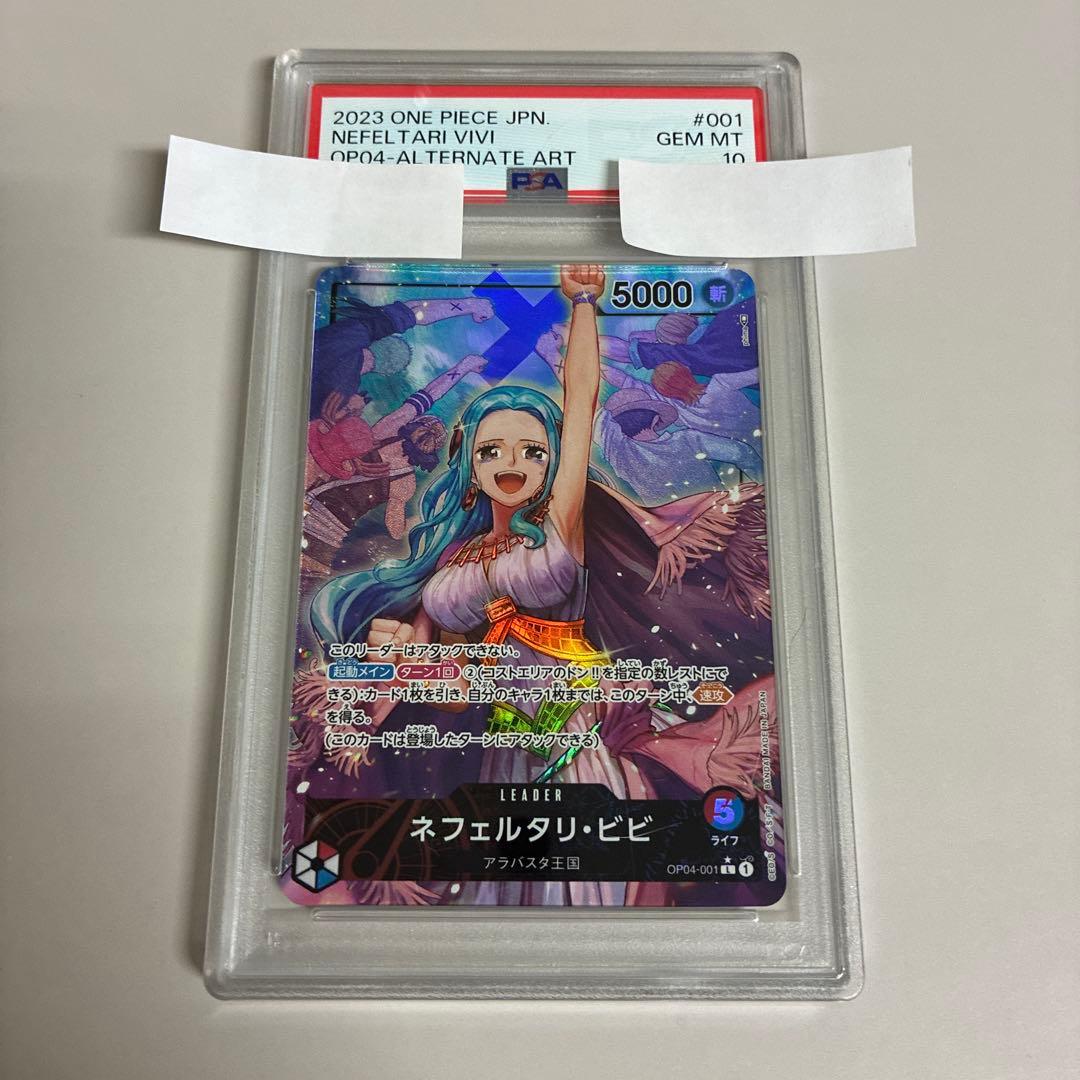 2023 ONE PIECE JPN.
#001
NEFELTARI VIVI
GEM MT
OP04-ALTERNATE ART
10
PSA
5000
斬
phima
このリーダーはアタックできない。
起動メイン ターン1回 ②(コストエリアのドン!!を指定の数レストにで
きる):カード1枚を引き、自分のキャラ1枚までは、このターン中、速攻
を得る。
(このカードは登場したターンにアタックできる)
LEADER
ネフェルタリ・ビビ
アラバスタ王国
5
ライフ
OP04-001 L 1
BANDAI MADE IN JAPAN